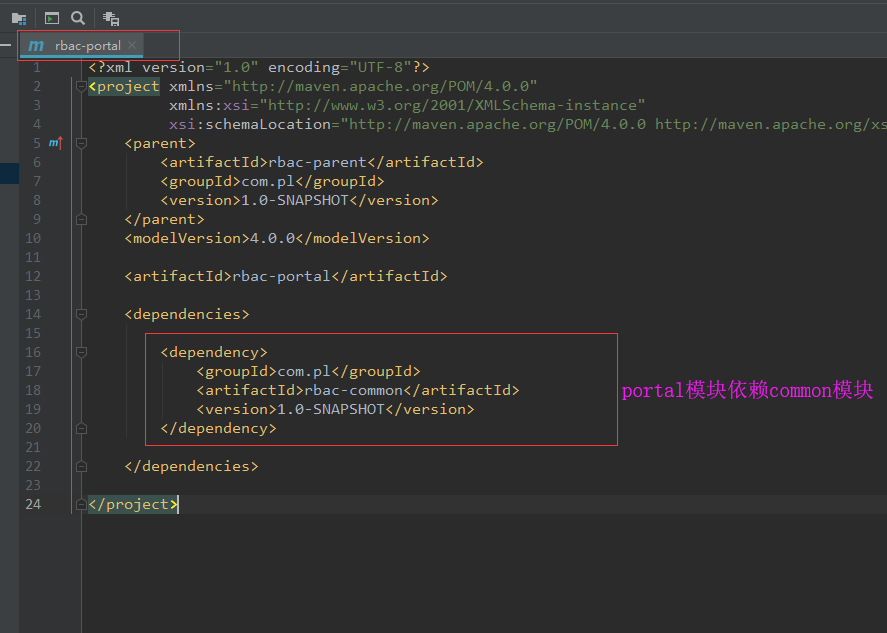 rbac-portal
1 <?xml version="1.0" encoding="UTF-8"?>
2 <project xmlns="http://maven.apache.org/POM/4.0.0"
3 xmlns:xsi="http://www.w3.org/2001/XMLSchema-instance"
4 xsi:schemaLocation="http://maven.apache.org/POM/4.0.0 http://maven.apache.org/xs
5 <parent>
6 <artifactId>rbac-parent</artifactId>
7 <groupId>com.pl</groupId>
8 <version>1.0-SNAPSHOT</version>
9 </parent>
10 <modelVersion>4.0.0</modelVersion>
11
12 <artifactId>rbac-portal</artifactId>
13
14 <dependencies>
15
16 <dependency>
17 <groupId>com.pl</groupId>
18 <artifactId>rbac-common</artifactId> portal模块依赖common模块
19 <version>1.0-SNAPSHOT</version>
20 </dependency>
21
22 </dependencies>
23
24 </project>